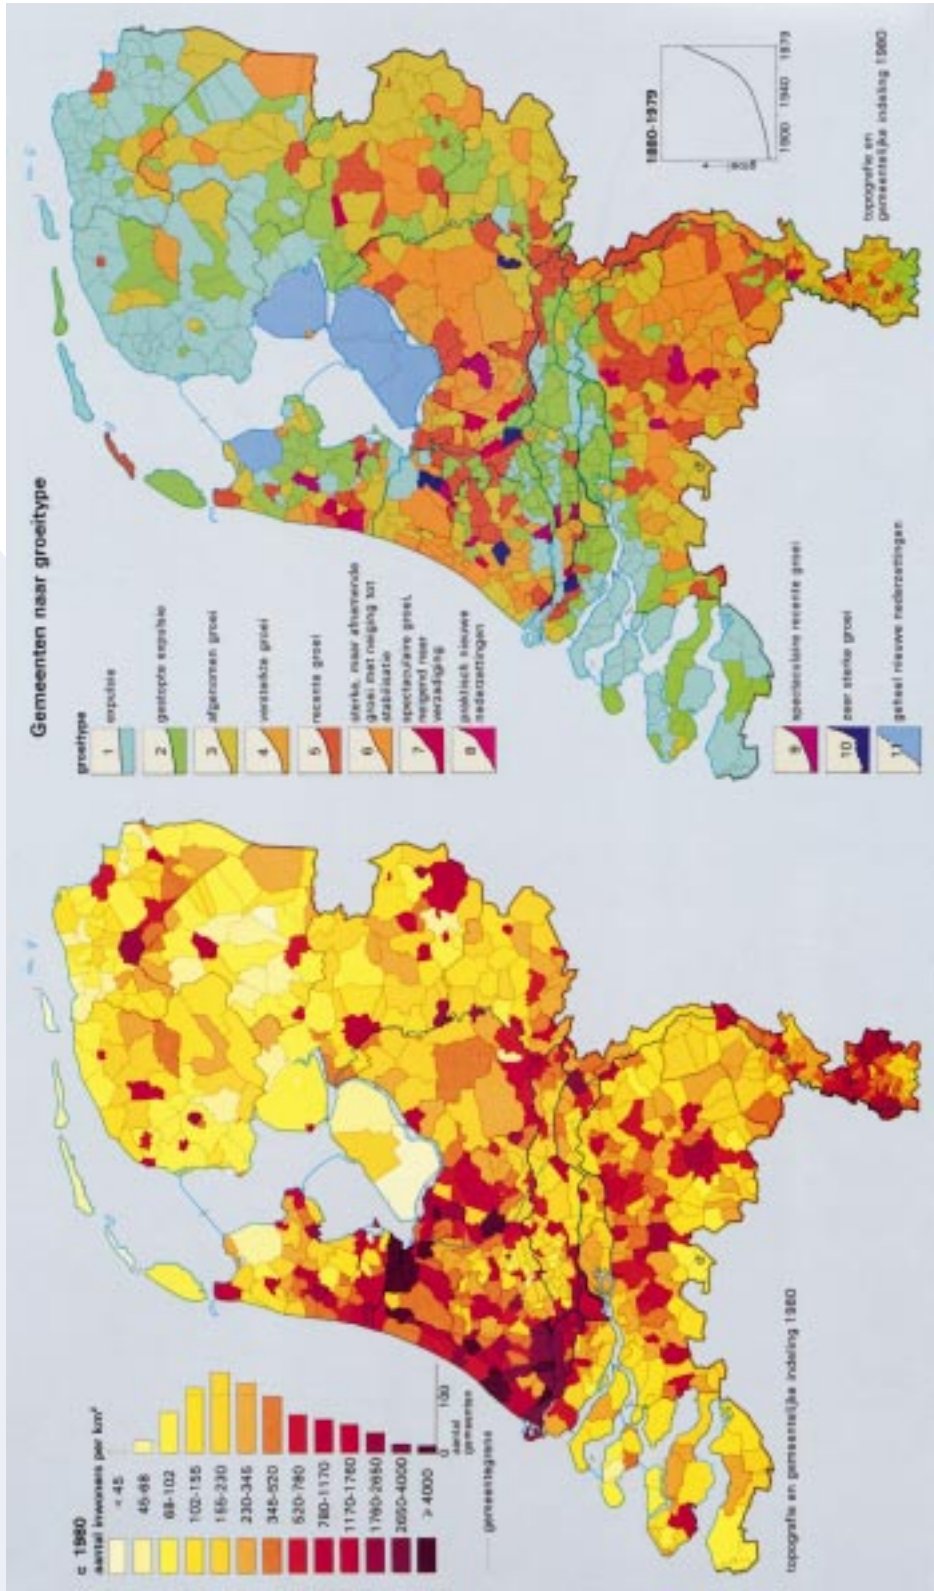 c 1980
aantal inwoners per km²
< 45
45-68
68-102
102-155
155-230
230-345
345-520
520-780
780-1170
1170-1760
1760-2650
2650-4000
> 4000
0 100
aantal
gemeenten
gemeentegrens
topografie en gemeentelijke indeling 1980
Gemeenten naar groeitype
groeitype
1 expulsie
2 gestopte expulsie
3 afgenomen groei
4 versterkte groei
5 recente groei
6 sterke, maar afnemende
groei met neiging tot
stabilisatie
7 spectaculaire groei,
neigend naar
verzadiging
8 praktisch nieuwe
nederzettingen
9 spectaculaire recente groei
10 zeer sterke groei
11 geheel nieuwe nederzettingen
1880-1979
1900 1940 1979
topografie en
gemeentelijke indeling 1980